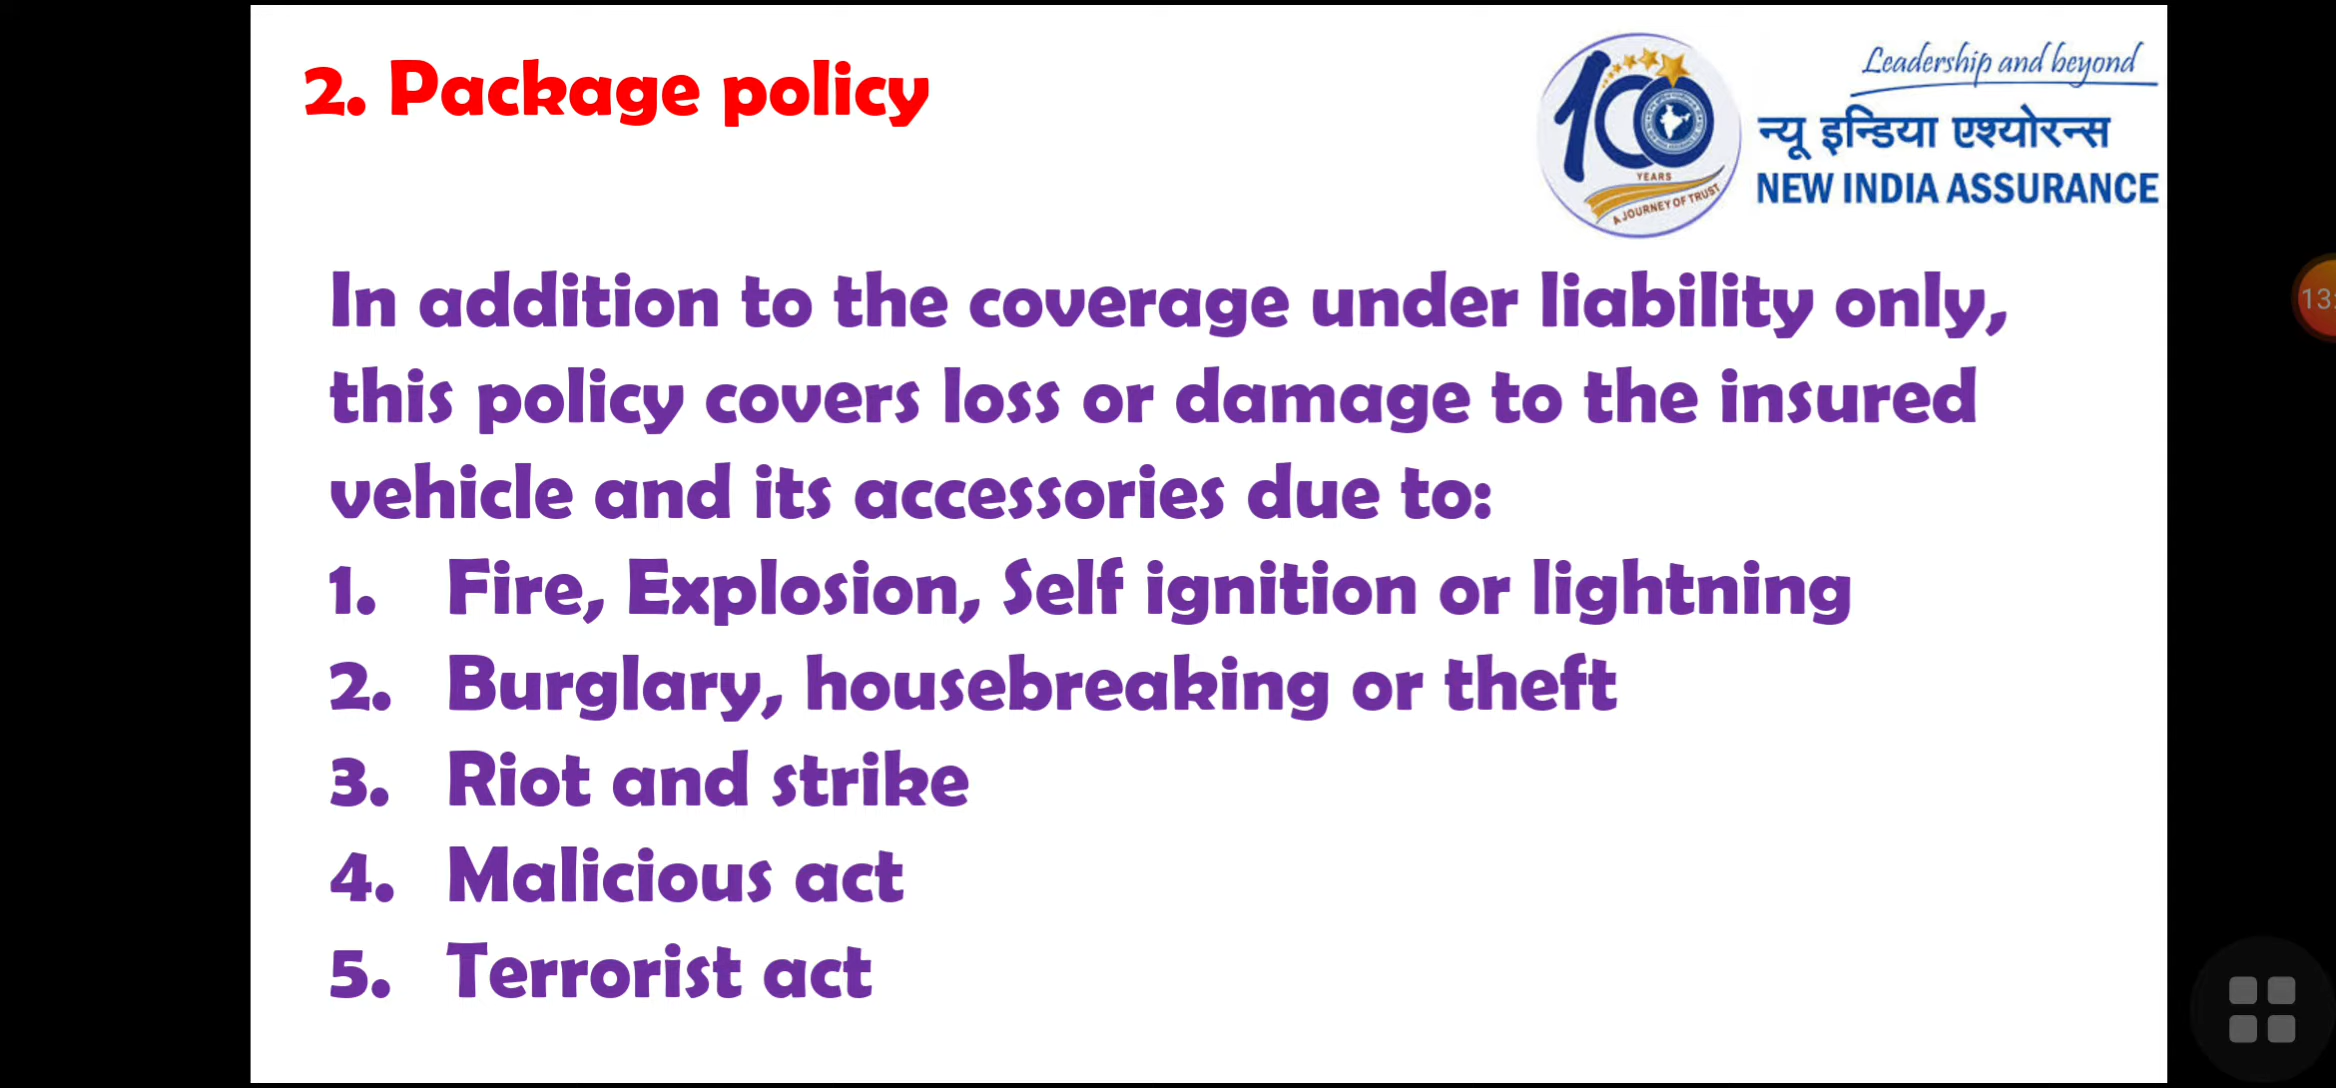 2. Package policy
Leadership and beyond
100
YEARS
A JOURNEY OF TRUST
न्यू इन्डिया एश्योरन्स
NEW INDIA ASSURANCE
In addition to the coverage under liability only,
this policy covers loss or damage to the insured
vehicle and its accessories due to:
1. Fire, Explosion, Self ignition or lightning
2. Burglary, housebreaking or theft
3. Riot and strike
4. Malicious act
5. Terrorist act
13: